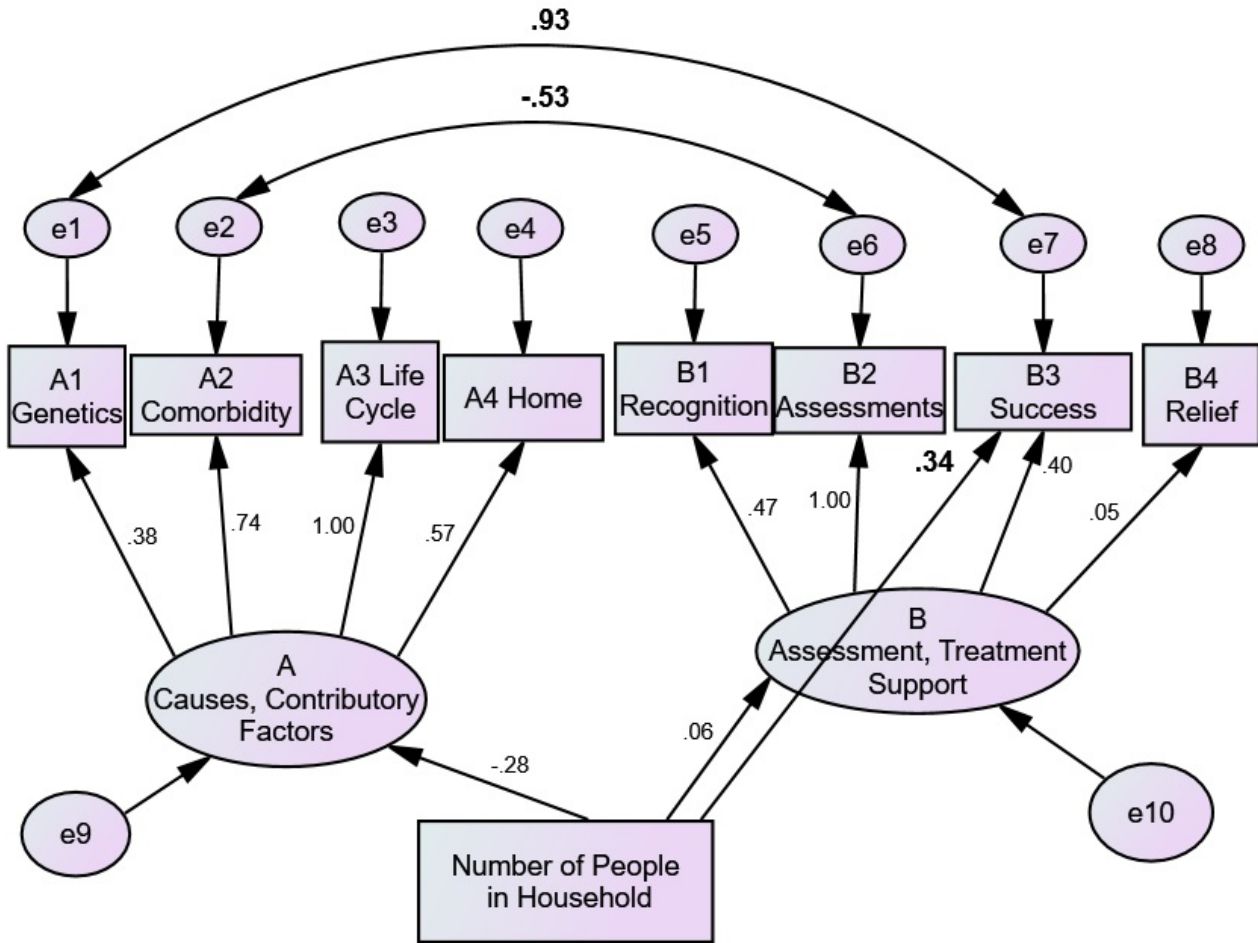 .93
-.53
e1
e2
e3
e4
e5
e6
e7
e8
A1
Genetics
A2
Comorbidity
A3 Life
Cycle
A4 Home
B1
Recognition
B2
Assessments
B3
Success
B4
Relief
.38
.74
1.00
.57
.47
1.00
.34
.40
.05
A
Causes, Contributory
Factors
B
Assessment, Treatment
Support
-.28
.06
e9
e10
Number of People
in Household